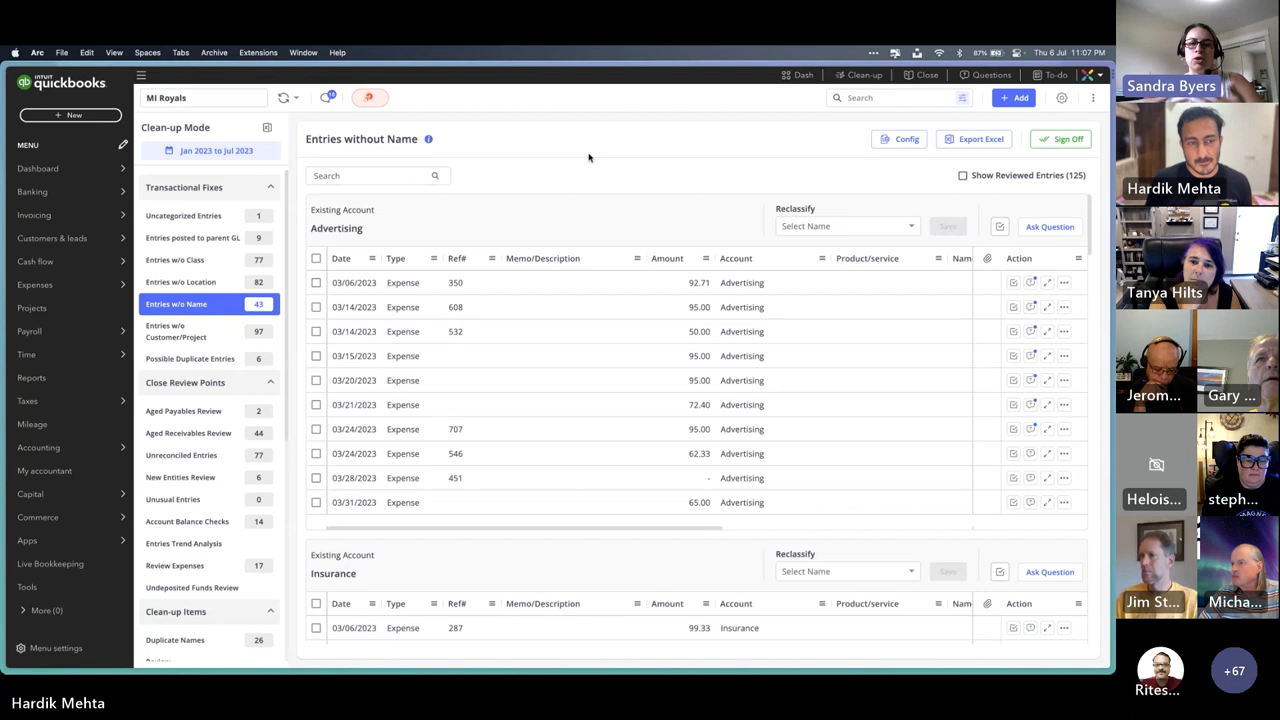 Arc File Edit View Spaces Tabs Archive Extensions Window Help
87% Thu 6 Jul 11:07 PM
intuit quickbooks.
+ New
MENU
Dashboard
Banking
Invoicing
Customers & leads
Cash flow
Expenses
Projects
Payroll
Time
Reports
Taxes
Mileage
Accounting
My accountant
Capital
Commerce
Apps
Live Bookkeeping
Tools
More (0)
Menu settings
Dash Clean-up Close Questions To-do
MI Royals
Search
+ Add
Clean-up Mode
Jan 2023 to Jul 2023
Transactional Fixes
Uncategorized Entries 1
Entries posted to parent GL 9
Entries w/o Class 77
Entries w/o Location 82
Entries w/o Name 43
Entries w/o
Customer/Project 97
Possible Duplicate Entries 6
Close Review Points
Aged Payables Review 2
Aged Receivables Review 44
Unreconciled Entries 77
New Entities Review 6
Unusual Entries 0
Account Balance Checks 14
Entries Trend Analysis
Review Expenses 17
Undeposited Funds Review
Clean-up Items
Duplicate Names 26
Entries without Name
Config Export Excel Sign Off
Search
Show Reviewed Entries (125)
Existing Account
Advertising
Reclassify
Select Name Save Ask Question
Date Type Ref# Memo/Description Amount Account Product/service Nam Action
03/06/2023 Expense 350 92.71 Advertising
03/14/2023 Expense 608 95.00 Advertising
03/14/2023 Expense 532 50.00 Advertising
03/15/2023 Expense 95.00 Advertising
03/20/2023 Expense 95.00 Advertising
03/21/2023 Expense 72.40 Advertising
03/24/2023 Expense 707 95.00 Advertising
03/24/2023 Expense 546 62.33 Advertising
03/28/2023 Expense 451 - Advertising
03/31/2023 Expense 65.00 Advertising
Existing Account
Insurance
Reclassify
Select Name Save Ask Question
Date Type Ref# Memo/Description Amount Account Product/service Nam Action
03/06/2023 Expense 287 99.33 Insurance
Sandra Byers
Hardik Mehta
Tanya Hilts
Jerom... Gary ...
Helois... steph...
Jim St... Micha...
Rites... +67
Hardik Mehta